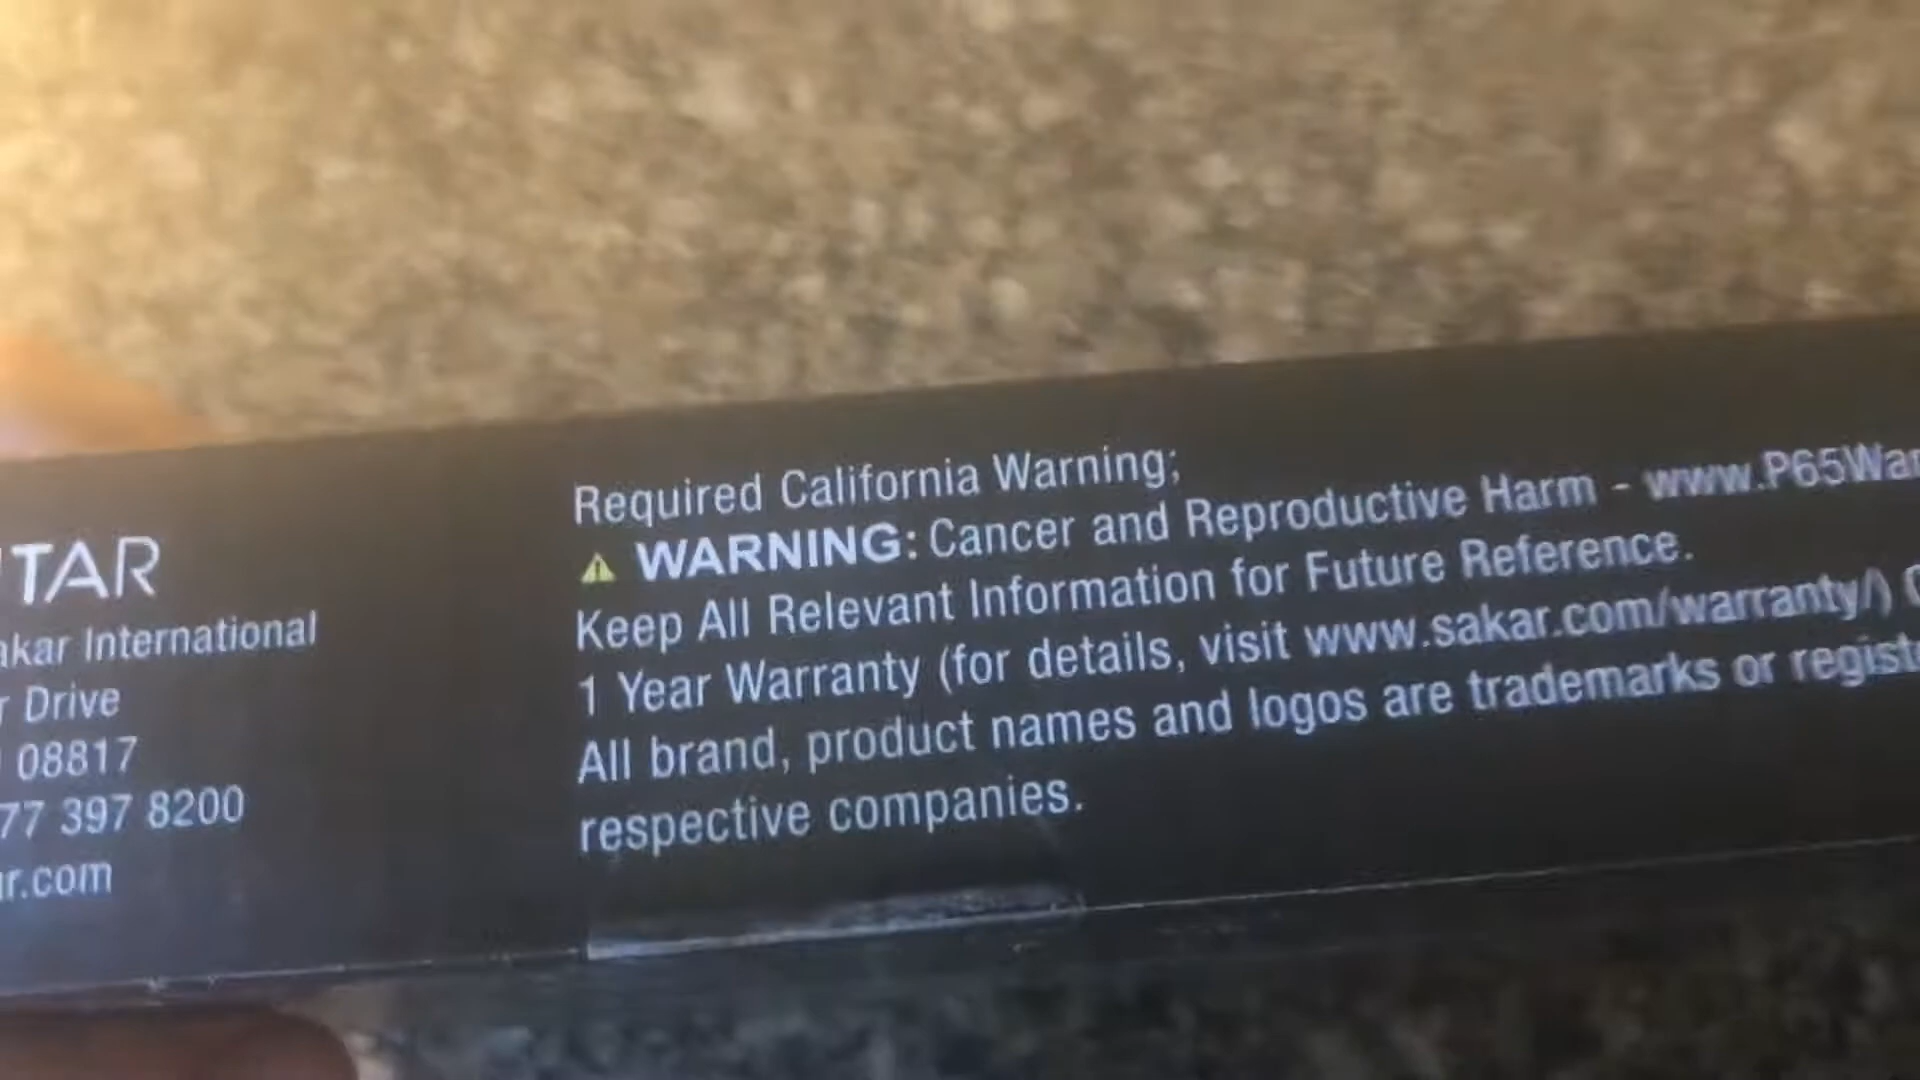 TAR
akar International
r Drive
08817
77 397 8200
ar.com
Required California Warning;
WARNING: Cancer and Reproductive Harm - www.P65War
Keep All Relevant Information for Future Reference.
1 Year Warranty (for details, visit www.sakar.com/warranty/)
All brand, product names and logos are trademarks or registe
respective companies.